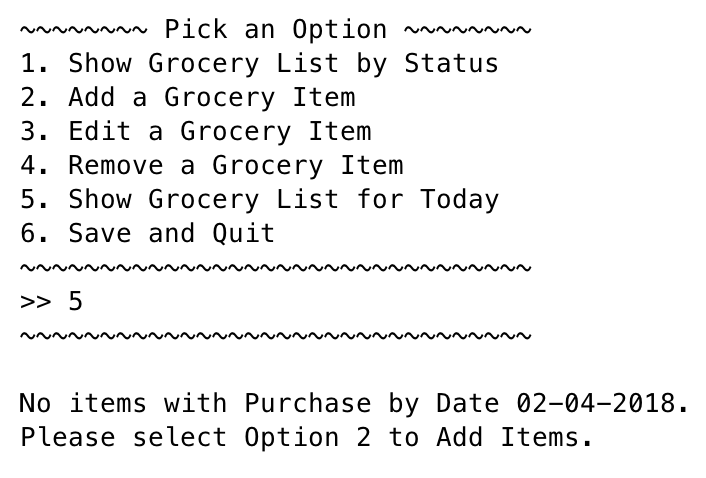 ~~~~~~~~ Pick an Option ~~~~~~~~
1. Show Grocery List by Status
2. Add a Grocery Item
3. Edit a Grocery Item
4. Remove a Grocery Item
5. Show Grocery List for Today
6. Save and Quit
~~~~~~~~~~~~~~~~~~~~~~~~~~~~~~~~
>> 5
~~~~~~~~~~~~~~~~~~~~~~~~~~~~~~~~
No items with Purchase by Date 02-04-2018.
Please select Option 2 to Add Items.